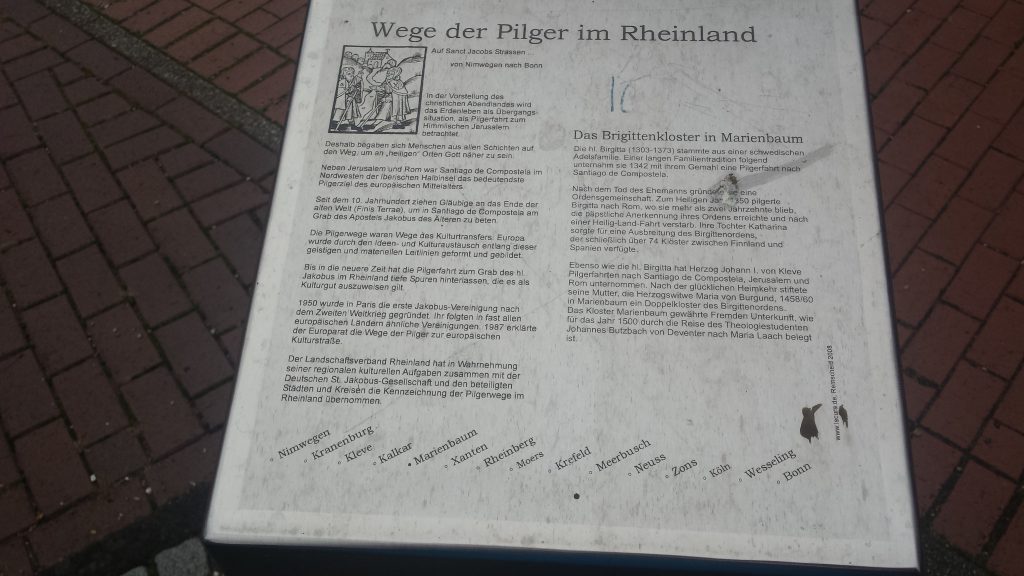 Wege der Pilger im Rheinland
Auf Sanct Jacobs Strassen ...
von Nimwegen nach Bonn
In der Vorstellung des
christlichen Abendlandes wird
das Erdenleben als Übergangs-
situation, als Pilgerfahrt zum
Himmlischen Jerusalem
betrachtet.
Deshalb begaben sich Menschen aus allen Schichten auf
den Weg, um an „heiligen" Orten Gott näher zu sein.
Neben Jerusalem und Rom war Santiago de Compostela im
Nordwesten der Iberischen Halbinsel das bedeutendste
Pilgerziel des europäischen Mittelalters.
Seit dem 10. Jahrhundert ziehen Gläubige an das Ende der
alten Welt (Finis Terrae), um in Santiago de Compostela am
Grab des Apostels Jakobus des Älteren zu beten.
Die Pilgerwege waren Wege des Kulturtransfers. Europa
wurde durch den Ideen- und Kulturaustausch entlang dieser
geistigen und materiellen Leitlinien geformt und gebildet.
Bis in die neuere Zeit hat die Pilgerfahrt zum Grab des hl.
Jakobus im Rheinland tiefe Spuren hinterlassen, die es als
Kulturgut auszuweisen gilt.
1950 wurde in Paris die erste Jakobus-Vereinigung nach
dem Zweiten Weltkrieg gegründet. Ihr folgten in fast allen
europäischen Ländern ähnliche Vereinigungen. 1987 erklärte
der Europarat die Wege der Pilger zur europäischen
Kulturstraße.
Der Landschaftsverband Rheinland hat in Wahrnehmung
seiner regionalen kulturellen Aufgaben zusammen mit der
Deutschen St. Jakobus-Gesellschaft und den beteiligten
Städten und Kreisen die Kennzeichnung der Pilgerwege im
Rheinland übernommen.
Das Brigittenkloster in Marienbaum
Die hl. Birgitta (1303-1373) stammte aus einer schwedischen
Adelsfamilie. Einer langen Familientradition folgend
unternahm sie 1342 mit ihrem Gemahl eine Pilgerfahrt nach
Santiago de Compostela.
Nach dem Tod des Ehemanns gründete sie eine
Ordensgemeinschaft. Zum Heiligen Jahr 1350 pilgerte
Birgitta nach Rom, wo sie mehr als zwei Jahrzehnte blieb,
die päpstliche Anerkennung ihres Ordens erreichte und nach
einer Heilig-Land-Fahrt verstarb. Ihre Tochter Katharina
sorgte für eine Ausbreitung des Birgittenordens,
der schließlich über 74 Klöster zwischen Finnland und
Spanien verfügte.
Ebenso wie die hl. Birgitta hat Herzog Johann I. von Kleve
Pilgerfahrten nach Santiago de Compostela, Jerusalem und
Rom unternommen. Nach der glücklichen Heimkehr stiftete
seine Mutter, die Herzogswitwe Maria von Burgund, 1458/60
in Marienbaum ein Doppelkloster des Birgittenordens.
Das Kloster Marienbaum gewährte Fremden Unterkunft, wie
für das Jahr 1500 durch die Reise des Theologiestudenten
Johannes Butzbach von Deventer nach Maria Laach belegt
ist.
Nimwegen
Kranenburg
Kleve
Kalkar
Marienbaum
Xanten
Rheinberg
Moers
Krefeld
Meerbusch
Neuss
Zons
Köln
Wesseling
Bonn